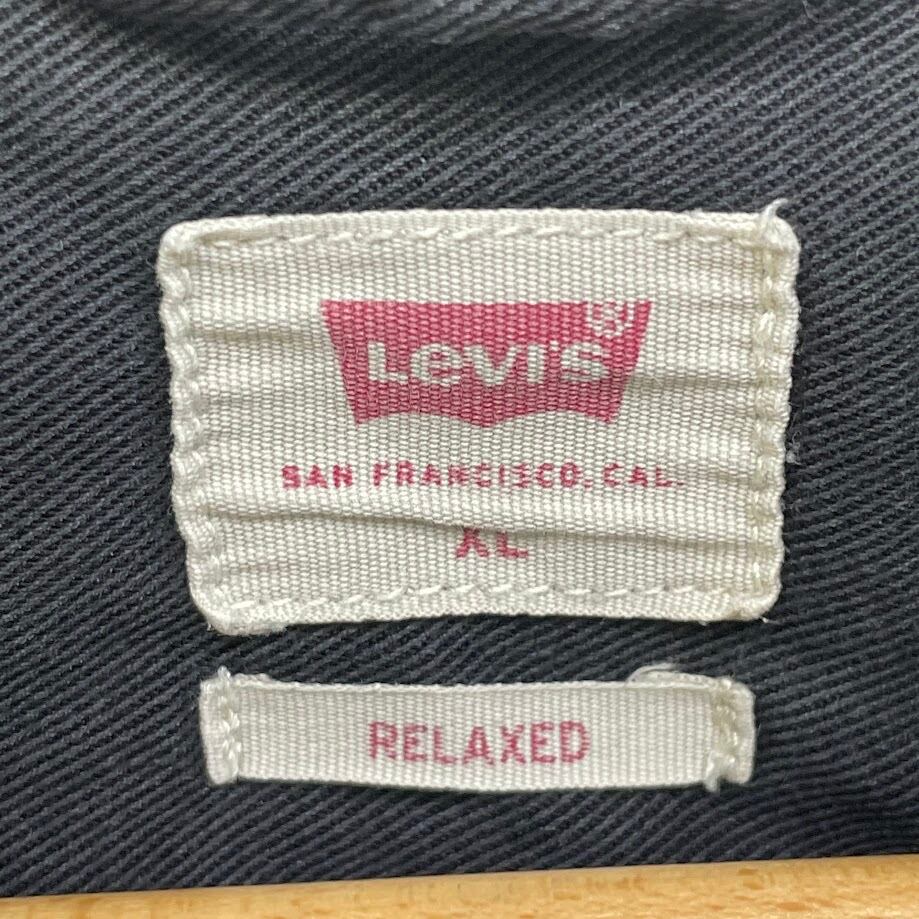 Levi's ®
SAN FRANCISCO, CAL.
XL
RELAXED